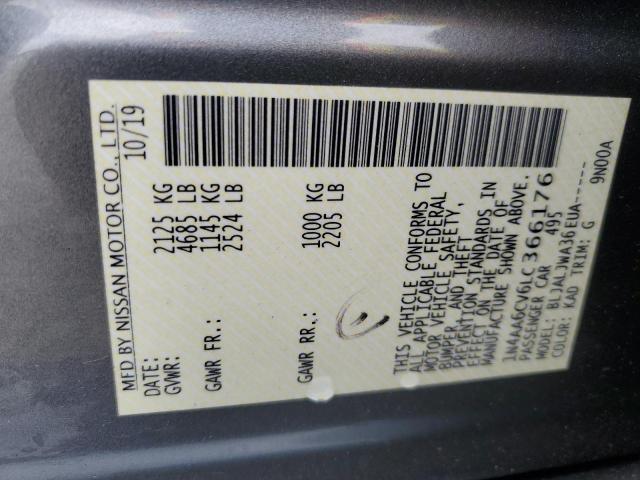 MFD BY NISSAN MOTOR CO., LTD.
DATE: 10/19
GVWR: 2125 KG
4685 LB
GAWR FR.: 1145 KG
2524 LB
GAWR RR.: 1000 KG
2205 LB
THIS VEHICLE CONFORMS TO
ALL APPLICABLE FEDERAL
MOTOR VEHICLE SAFETY,
BUMPER, AND THEFT
PREVENTION STANDARDS IN
EFFECT ON THE DATE OF
MANUFACTURE SHOWN ABOVE.
1N4AA6CV6LC366176
PASSENGER CAR 495
MODEL: BLJALJWA36EUA-----
COLOR: KAD TRIM: G 9N00A